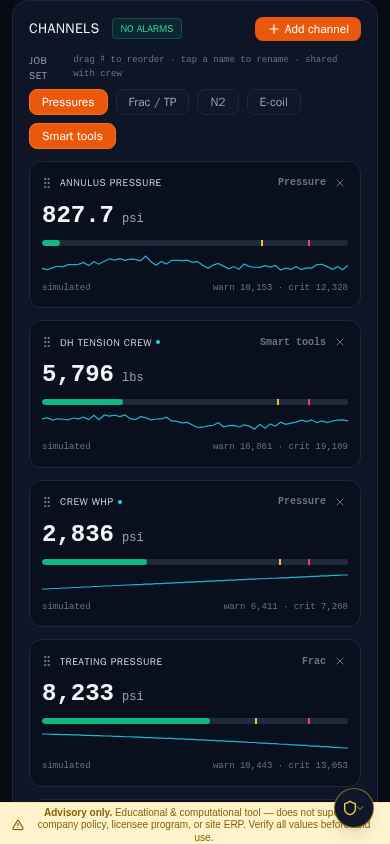 CHANNELS NO ALARMS + Add channel
JOB SET drag ⠿ to reorder · tap a name to rename · shared
with crew
Pressures Frac / TP N2 E-coil
Smart tools
ANNULUS PRESSURE Pressure ×
827.7 psi
simulated warn 10,153 · crit 12,328
DH TENSION CREW Smart tools ×
5,796 lbs
simulated warn 16,861 · crit 19,109
CREW WHP Pressure ×
2,836 psi
simulated warn 6,411 · crit 7,268
TREATING PRESSURE Frac ×
8,233 psi
simulated warn 10,443 · crit 13,053
Advisory only. Educational & computational tool — does not
company policy, licensee program, or site ERP. Verify all values before and
use.